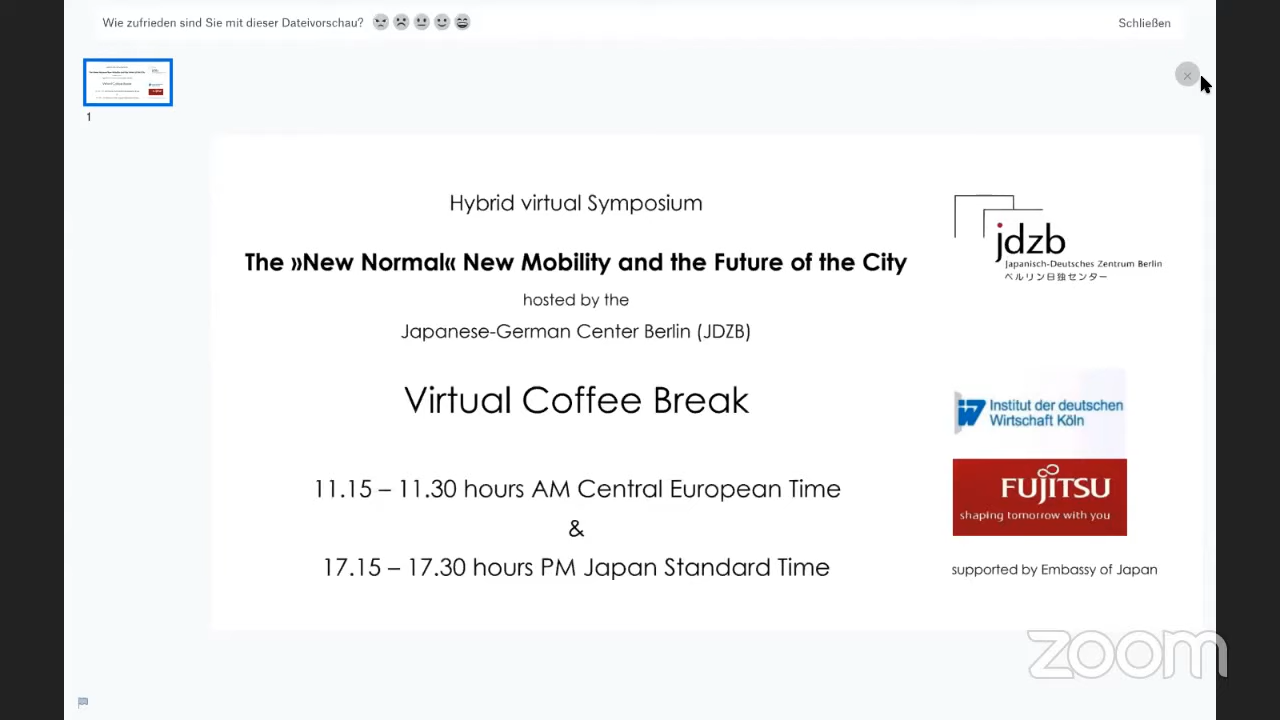 Wie zufrieden sind Sie mit dieser Dateivorschau?
Schließen
1
Hybrid virtual Symposium
The »New Normal« New Mobility and the Future of the City
hosted by the
Japanese-German Center Berlin (JDZB)
Virtual Coffee Break
11.15 – 11.30 hours AM Central European Time
&
17.15 – 17.30 hours PM Japan Standard Time
jdzb
Japanisch-Deutsches Zentrum Berlin
ベルリン日独センター
iw Institut der deutschen
Wirtschaft Köln
FUJITSU
shaping tomorrow with you
supported by Embassy of Japan
zoom